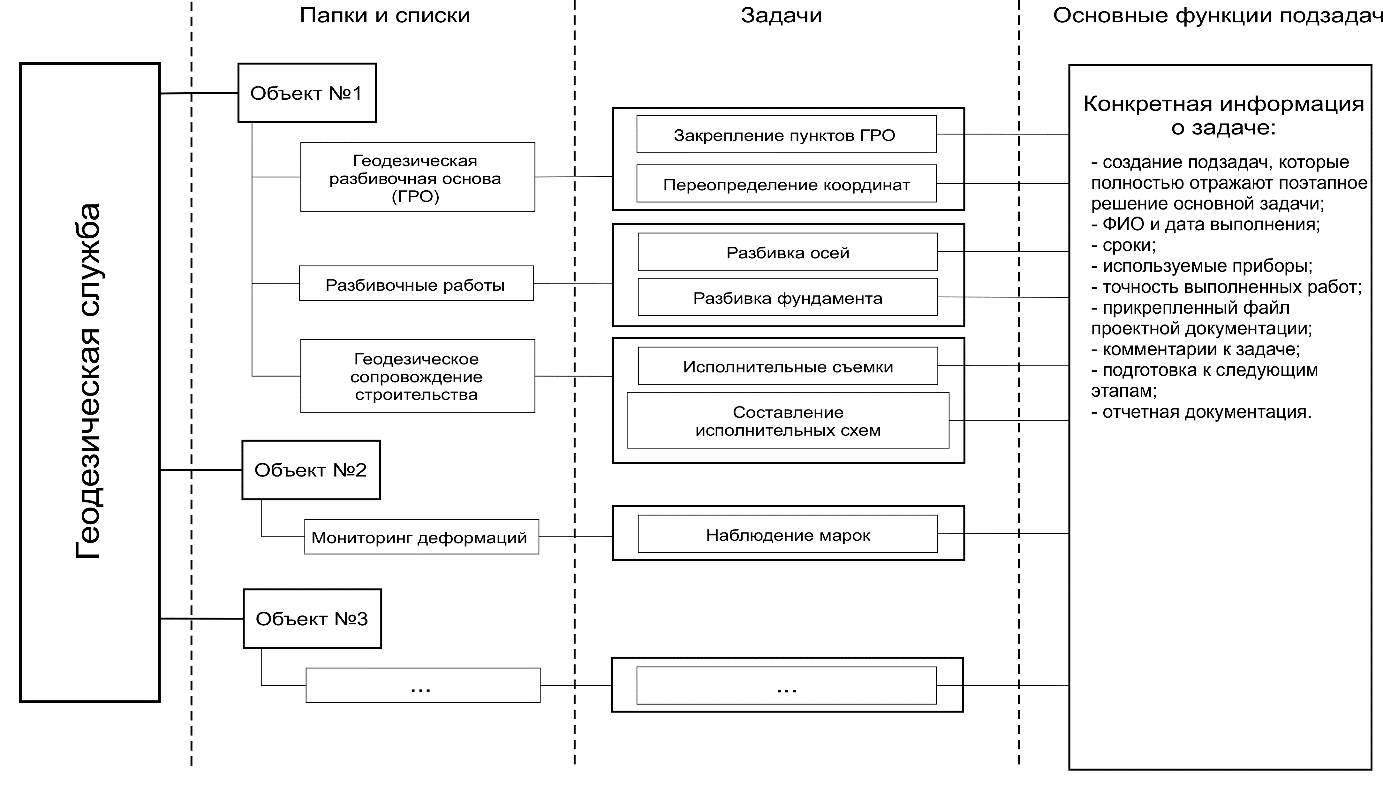 Папки и списки
Задачи
Основные функции подзадач
Геодезическая служба
Объект №1
Геодезическая
разбивочная основа
(ГРО)
Разбивочные работы
Геодезическое
сопровождение
строительства
Объект №2
Мониторинг деформаций
Объект №3
...
Закрепление пунктов ГРО
Переопределение координат
Разбивка осей
Разбивка фундамента
Исполнительные съемки
Составление
исполнительных схем
Наблюдение марок
...
Конкретная информация
о задаче:
- создание подзадач, которые
полностью отражают поэтапное
решение основной задачи;
- ФИО и дата выполнения;
- сроки;
- используемые приборы;
- точность выполненных работ;
- прикрепленный файл
проектной документации;
- комментарии к задаче;
- подготовка к следующим
этапам;
- отчетная документация.